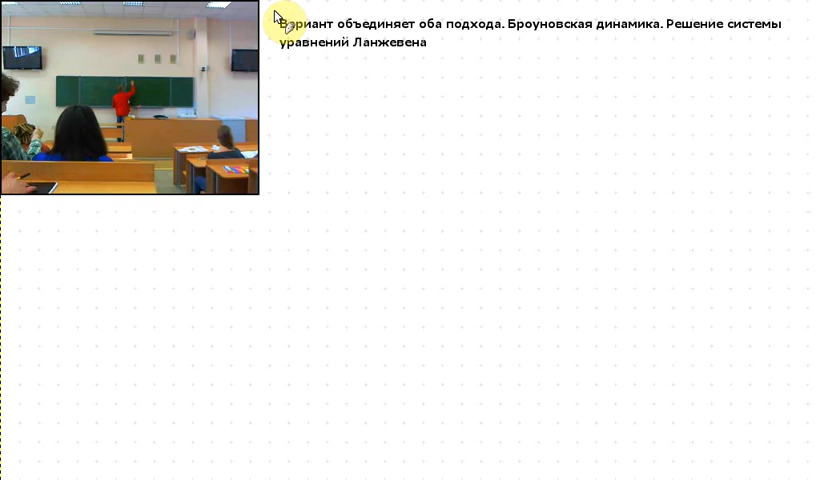 Вариант объединяет оба подхода. Броуновская динамика. Решение системы
уравнений Ланжевена